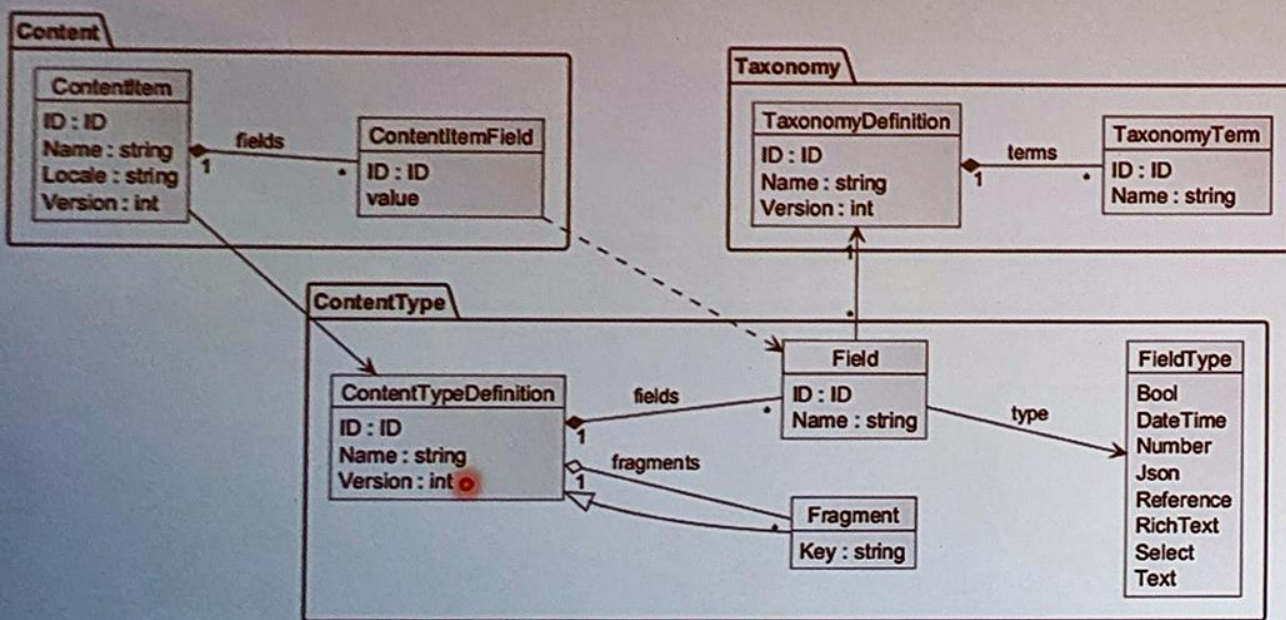 Content
ContentItem
ID : ID
Name : string
Locale : string
Version : int
fields
1
*
ContentItemField
ID : ID
value
Taxonomy
TaxonomyDefinition
ID : ID
Name : string
Version : int
terms
1
*
TaxonomyTerm
ID : ID
Name : string
1
*
ContentType
ContentTypeDefinition
ID : ID
Name : string
Version : int
fields
1
*
fragments
1
*
Field
ID : ID
Name : string
type
Fragment
Key : string
FieldType
Bool
DateTime
Number
Json
Reference
RichText
Select
Text